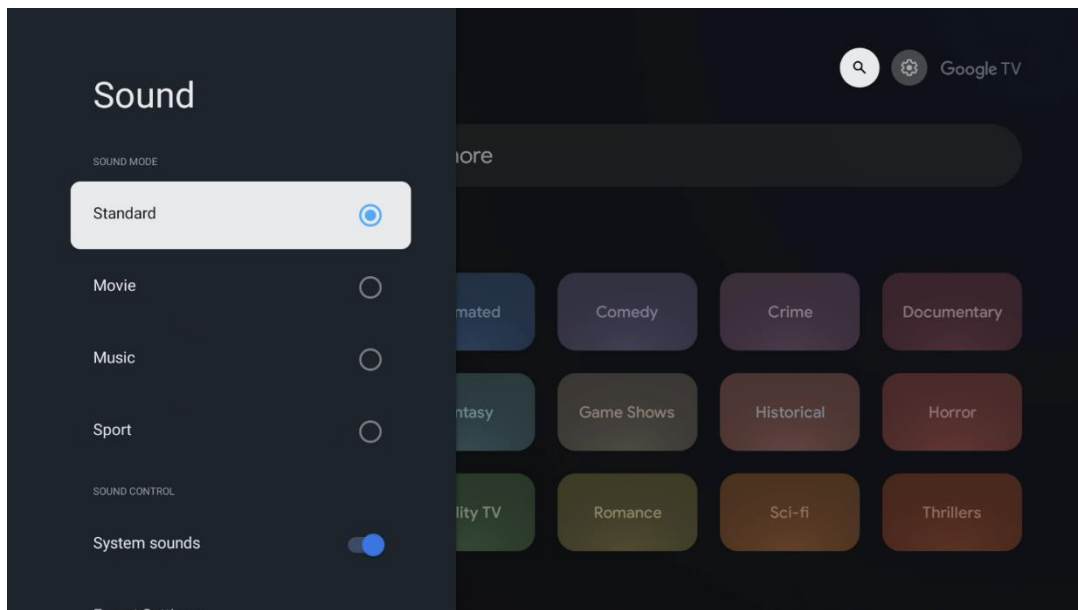 Sound
SOUND MODE
Standard
Movie
Music
Sport
SOUND CONTROL
System sounds
Google TV
ore
mated
Comedy
Crime
Documentary
ntasy
Game Shows
Historical
Horror
lity TV
Romance
Sci-fi
Thrillers